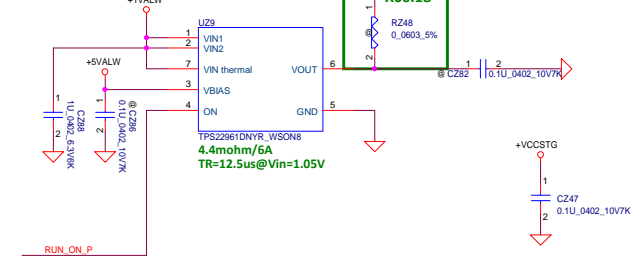 UZ9
1
RZ48
@
0_0603_5%
2
1 VIN1
2 VIN2
+5VALW
7 VIN thermal
VOUT 6
@ CZ82
1
2
0.1U_0402_10V7K
3 VBIAS
4 ON
GND 5
1
2
CZ88
1U_0402_6.3V6K
1
2
@ CZ86
0.1U_0402_10V7K
TPS22961DNYR_WSON8
4.4mohm/6A
TR=12.5us@Vin=1.05V
+VCCSTG
1
CZ47
0.1U_0402_10V7K
2
RUN_ON_P